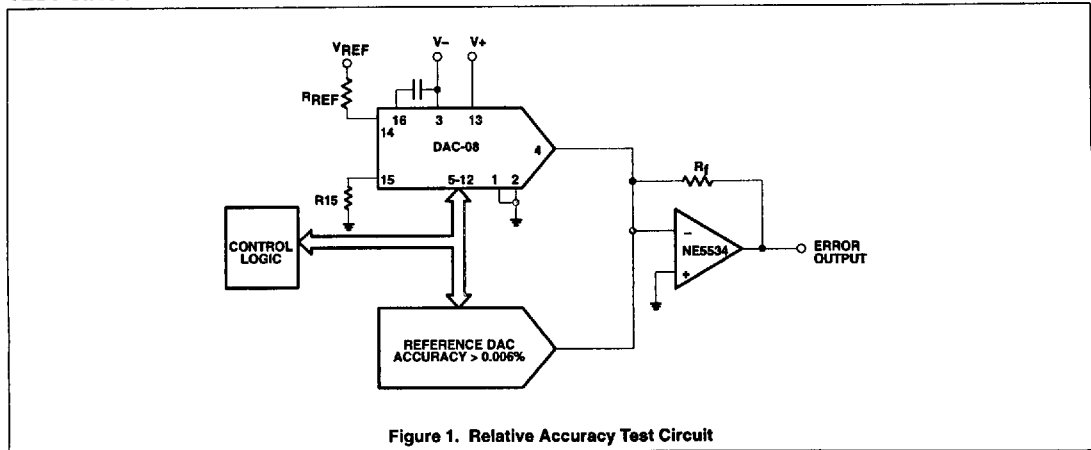 VREF
V–
V+
RREF
16
3
13
14
DAC-08
4
15
5-12
1
2
R15
Rf
CONTROL
LOGIC
–
NE5534
+
ERROR
OUTPUT
REFERENCE DAC
ACCURACY > 0.006%
Figure 1. Relative Accuracy Test Circuit